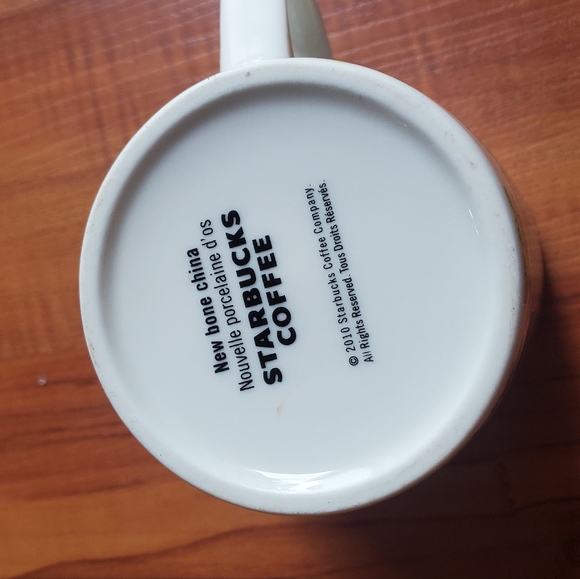 New bone china
Nouvelle porcelaine d'os
STARBUCKS
COFFEE
© 2010 Starbucks Coffee Company.
All Rights Reserved. Tous Droits Réservés.